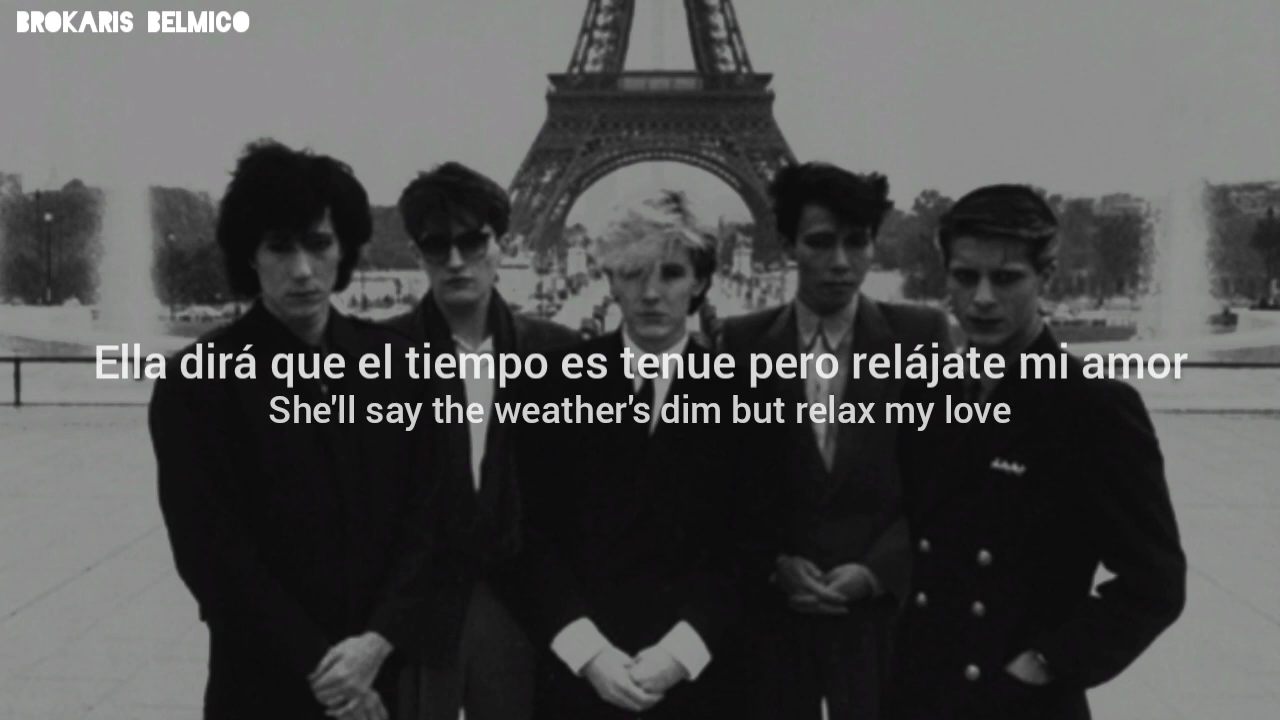 BROKARIS BELMICO
Ella dirá que el tiempo es tenue pero relájate mi amor
She'll say the weather's dim but relax my love